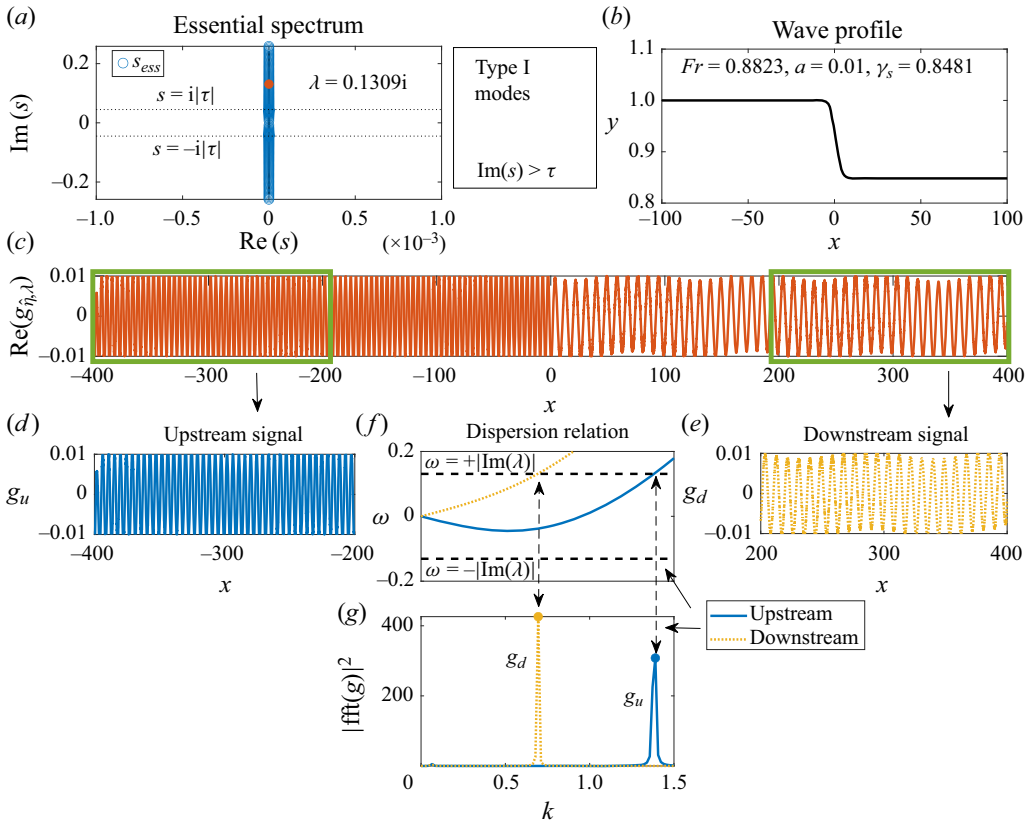 (a)
Essential spectrum
0.2
0
−0.2
Im (s)
s_ess
s = i|τ|
λ = 0.1309i
s = −i|τ|
−1.0
−0.5
0
0.5
1.0
Re (s)
(×10⁻³)
Type I
modes
Im(s) > τ
(b)
Wave profile
Fr = 0.8823, a = 0.01, γ_s = 0.8481
1.1
1.0
y
0.9
0.8
−100
−50
0
50
100
x
(c)
0.01
0
−0.01
Re(g_η̂,λ)
−400
−300
−200
−100
0
100
200
300
400
x
(d)
Upstream signal
0.01
g_u
0
−0.01
−400
−300
−200
x
(f)
Dispersion relation
0.2
ω = +|Im(λ)|
ω
0
ω = −|Im(λ)|
−0.2
(e)
Downstream signal
0.01
g_d
0
−0.01
200
300
400
x
Upstream
Downstream
(g)
400
g_d
200
g_u
|fft(g)|²
0
0.5
1.0
1.5
k